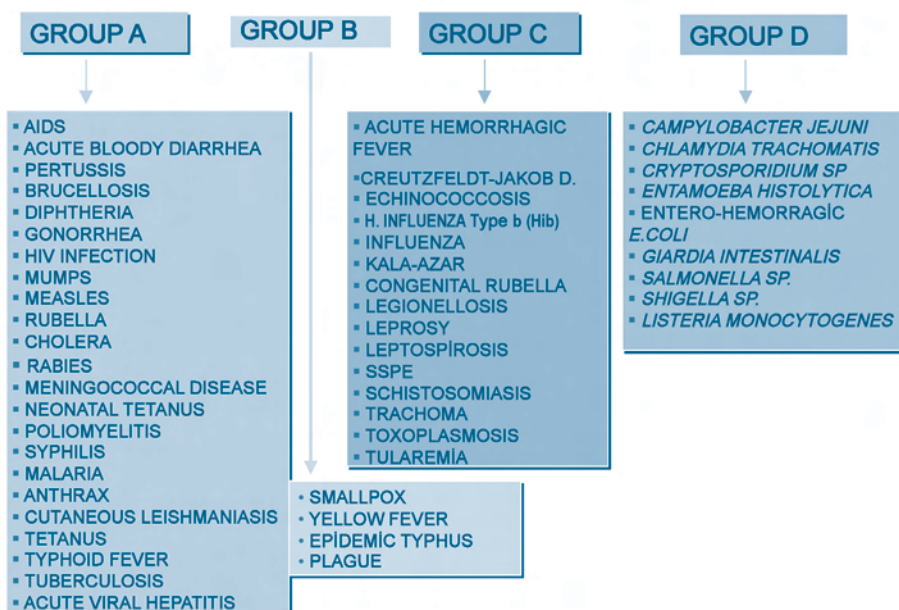 GROUP A
▪ AIDS
▪ ACUTE BLOODY DIARRHEA
▪ PERTUSSIS
▪ BRUCELLOSIS
▪ DIPHTHERIA
▪ GONORRHEA
▪ HIV INFECTION
▪ MUMPS
▪ MEASLES
▪ RUBELLA
▪ CHOLERA
▪ RABIES
▪ MENINGOCOCCAL DISEASE
▪ NEONATAL TETANUS
▪ POLIOMYELITIS
▪ SYPHILIS
▪ MALARIA
▪ ANTHRAX
▪ CUTANEOUS LEISHMANIASIS
▪ TETANUS
▪ TYPHOID FEVER
▪ TUBERCULOSIS
▪ ACUTE VIRAL HEPATITIS
GROUP B
• SMALLPOX
• YELLOW FEVER
• EPİDEMİC TYPHUS
• PLAGUE
GROUP C
▪ ACUTE HEMORRHAGIC
FEVER
▪CREUTZFELDT-JAKOB D.
▪ ECHINOCCOCOSIS
▪ H. INFLUENZA Type b (Hib)
▪ INFLUENZA
▪ KALA-AZAR
▪ CONGENITAL RUBELLA
▪ LEGIONELLOSIS
▪ LEPROSY
▪ LEPTOSPİROSIS
▪ SSPE
▪ SCHISTOSOMIASIS
▪ TRACHOMA
▪ TOXOPLASMOSIS
▪ TULAREMİA
GROUP D
▪ CAMPYLOBACTER JEJUNI
▪ CHLAMYDIA TRACHOMATIS
▪ CRYPTOSPORIDIUM SP
▪ ENTAMOEBA HISTOLYTICA
▪ ENTERO-HEMORRAGİC
E.COLI
▪ GIARDIA INTESTINALIS
▪ SALMONELLA SP.
▪ SHIGELLA SP.
▪ LISTERIA MONOCYTOGENES